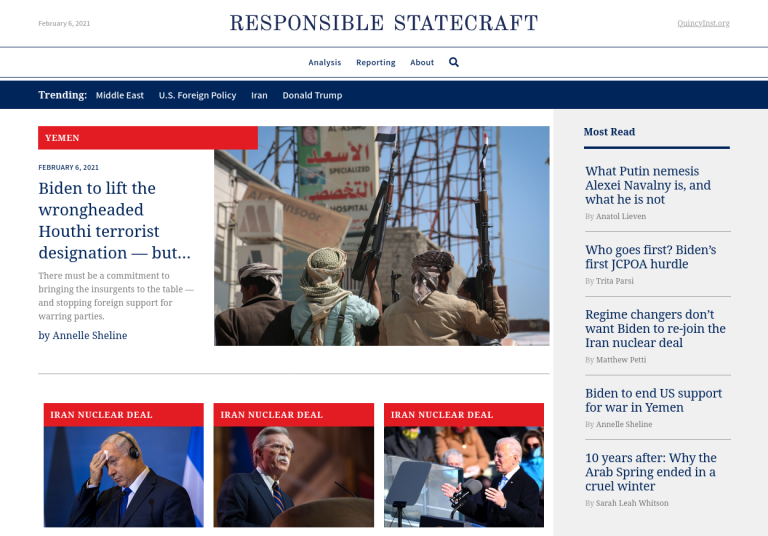 February 6, 2021
RESPONSIBLE STATECRAFT
QuincyInst.org
Analysis
Reporting
About
Trending:
Middle East
U.S. Foreign Policy
Iran
Donald Trump
YEMEN
FEBRUARY 6, 2021
Biden to lift the
wrongheaded
Houthi terrorist
designation — but...
There must be a commitment to
bringing the insurgents to the table —
and stopping foreign support for
warring parties.
by Annelle Sheline
SPECIALIZED
التخصصي
HOSPITAL
IRAN NUCLEAR DEAL
IRAN NUCLEAR DEAL
IRAN NUCLEAR DEAL
Most Read
What Putin nemesis
Alexei Navalny is, and
what he is not
By Anatol Lieven
Who goes first? Biden’s
first JCPOA hurdle
By Trita Parsi
Regime changers don’t
want Biden to re-join the
Iran nuclear deal
By Matthew Petti
Biden to end US support
for war in Yemen
By Annelle Sheline
10 years after: Why the
Arab Spring ended in a
cruel winter
By Sarah Leah Whitson